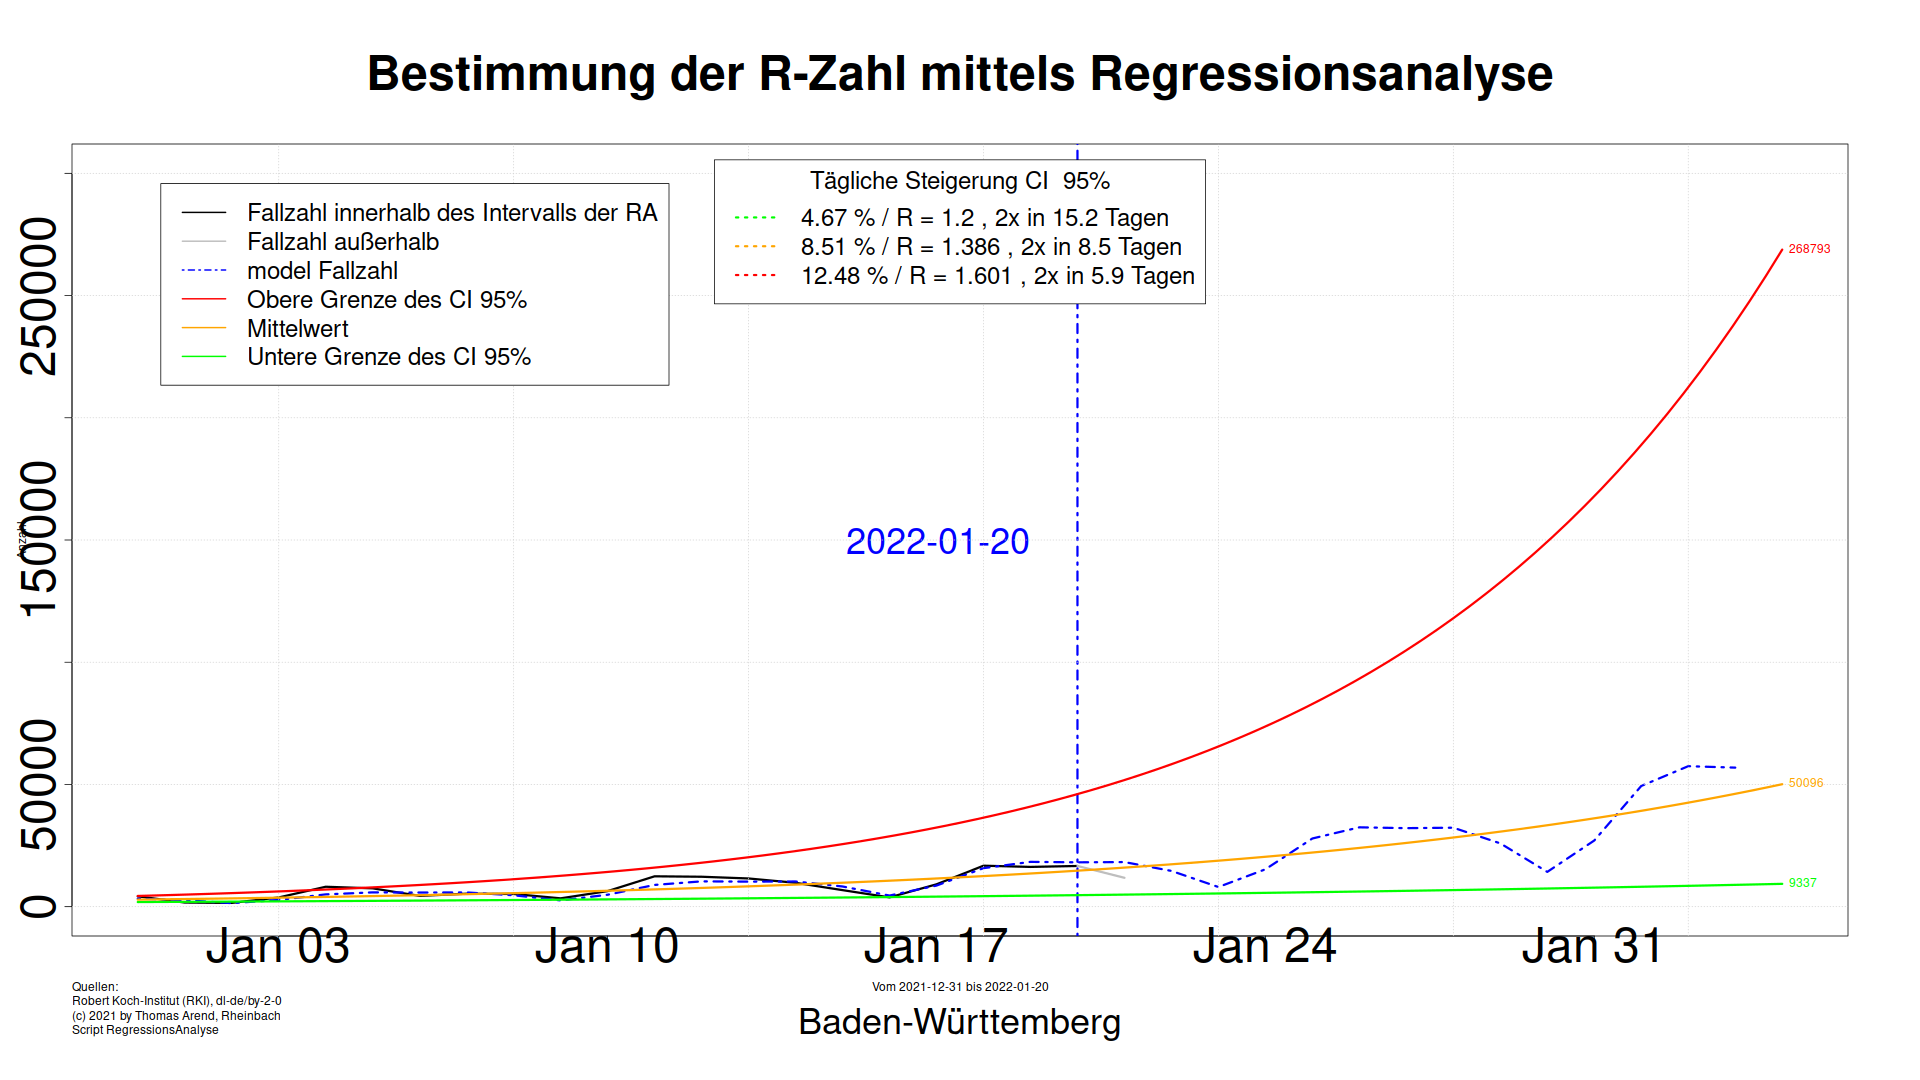 Bestimmung der R-Zahl mittels Regressionsanalyse
Fallzahl innerhalb des Intervalls der RA
Fallzahl außerhalb
model Fallzahl
Obere Grenze des CI 95%
Mittelwert
Untere Grenze des CI 95%
Tägliche Steigerung CI 95%
4.67 % / R = 1.2 , 2x in 15.2 Tagen
8.51 % / R = 1.386 , 2x in 8.5 Tagen
12.48 % / R = 1.601 , 2x in 5.9 Tagen
268793
2022-01-20
50096
9337
250000
150000
50000
0
Anzahl
Jan 03
Jan 10
Jan 17
Jan 24
Jan 31
Quellen:
Robert Koch-Institut (RKI), dl-de/by-2-0
(c) 2021 by Thomas Arend, Rheinbach
Script RegressionsAnalyse
Vom 2021-12-31 bis 2022-01-20
Baden-Württemberg